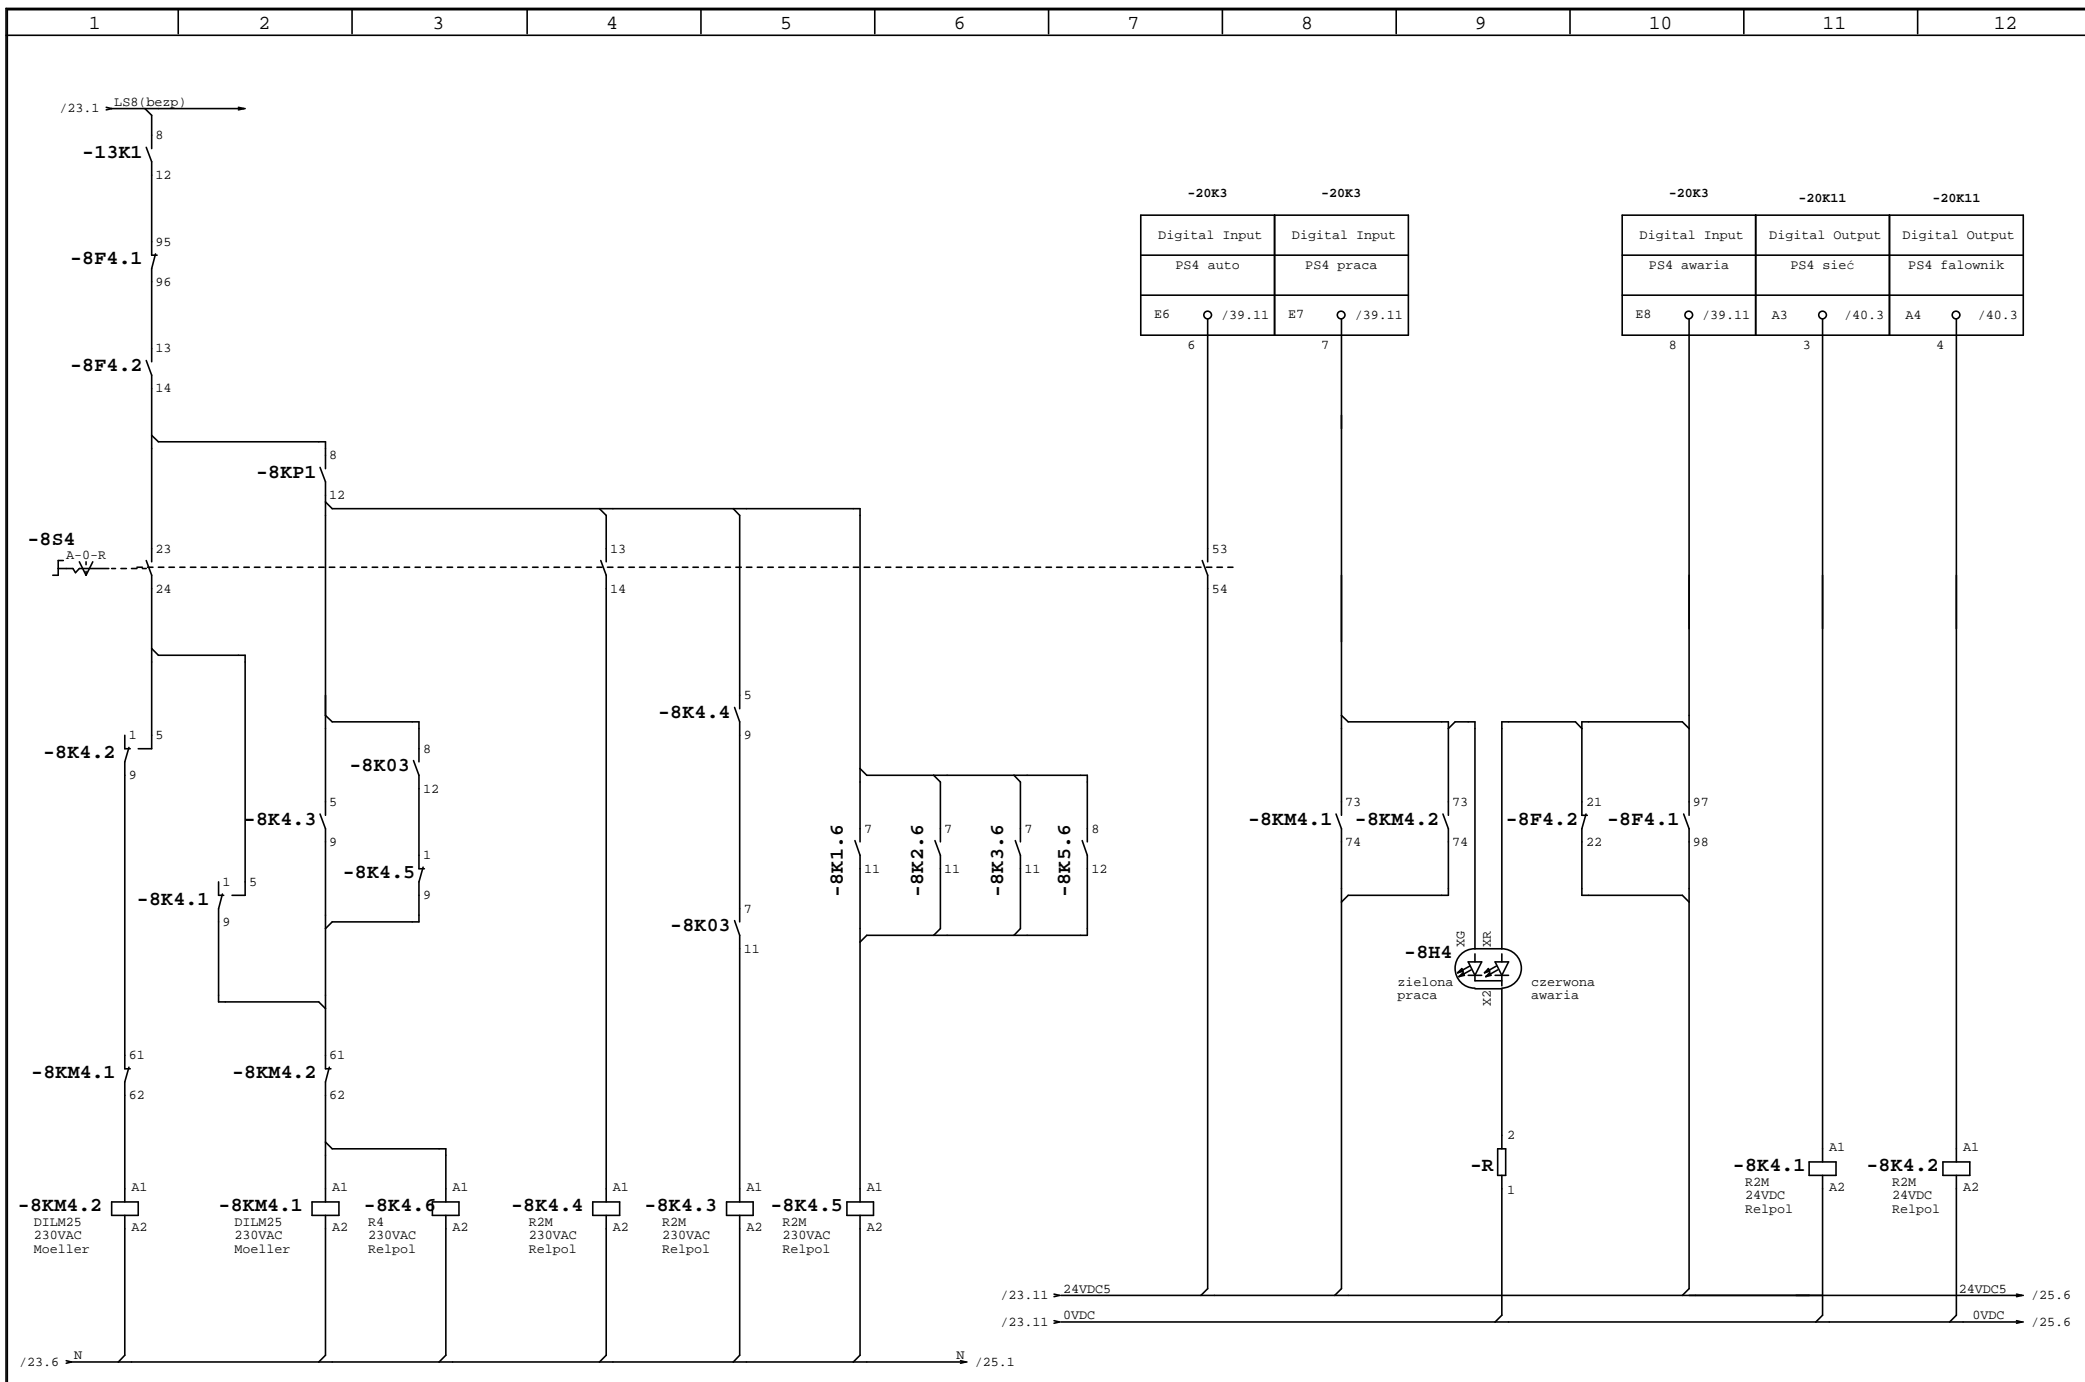 1 2 3 4 5 6 7 8 9 10 11 12
/23.1 LS8(bezp)
8
-13K1
12
-20K3 -20K3 -20K3 -20K11 -20K11
Digital Input Digital Input Digital Input Digital Output Digital Output
PS4 auto PS4 praca PS4 awaria PS4 sieć PS4 falownik
E6 /39.11 E7 /39.11 E8 /39.11 A3 /40.3 A4 /40.3
6 7 8 3 4
95
-8F4.1
96
13
-8F4.2
14
8
-8KP1
12
-8S4
A-0-R
23 13 53
24 14 54
5
-8K4.4
9
1 5
-8K4.2
9
8
-8K03
12
5
-8K4.3
9
1
-8K4.5
9
1 5
-8K4.1
9
7
-8K03
11
7 7 7 8
-8K1.6 -8K2.6 -8K3.6 -8K5.6
11 11 11 12
73 73 21 97
-8KM4.1 -8KM4.2 -8F4.2 -8F4.1
74 74 22 98
XG XR
-8H4
zielona czerwona
praca X2 awaria
61 61
-8KM4.1 -8KM4.2
62 62
2
-R
1
A1 A1
-8K4.1 -8K4.2
R2M R2M
A2 A2
24VDC 24VDC
Relpol Relpol
A1 A1 A1 A1 A1 A1
-8KM4.2 -8KM4.1 -8K4.6 -8K4.4 -8K4.3 -8K4.5
DILM25 DILM25 R4 R2M R2M R2M
A2 A2 A2 A2 A2 A2
230VAC 230VAC 230VAC 230VAC 230VAC 230VAC
Moeller Moeller Relpol Relpol Relpol Relpol
/23.11 24VDC5 24VDC5 /25.6
/23.11 0VDC 0VDC /25.6
/23.6 N N /25.1